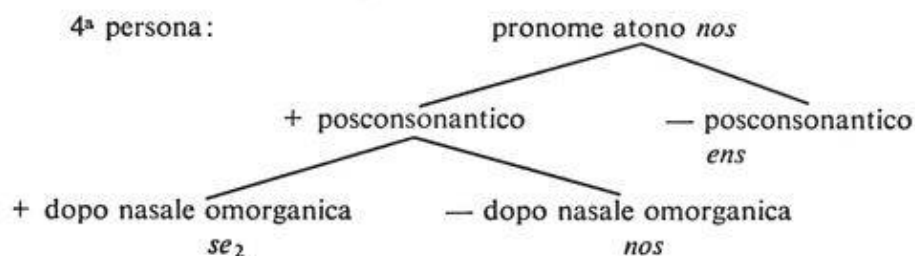 4ª persona: pronome atono nos
+ posconsonantico — posconsonantico
ens
+ dopo nasale omorganica — dopo nasale omorganica
se₂ nos